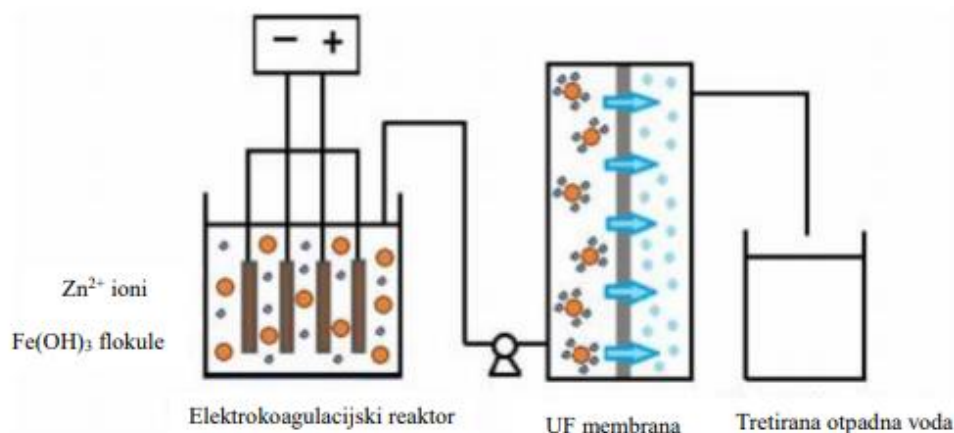 − +
Zn²⁺ ioni
Fe(OH)₃ flokule
Elektrokoagulacijski reaktor
UF membrana
Tretirana otpadna voda